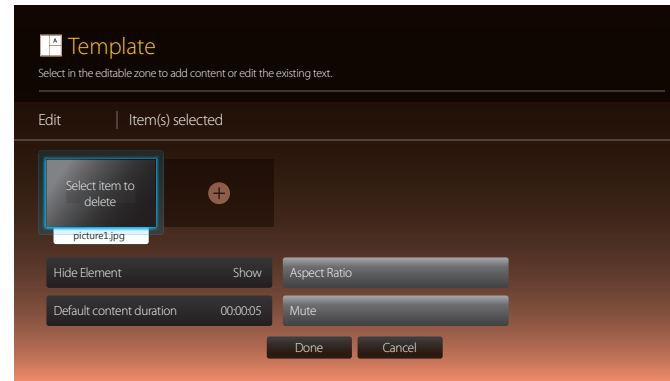 A
Template
Select in the editable zone to add content or edit the existing text.
Edit Item(s) selected
Select item to
delete
picture1.jpg
Hide Element Show Aspect Ratio
Default content duration 00:00:05 Mute
Done Cancel